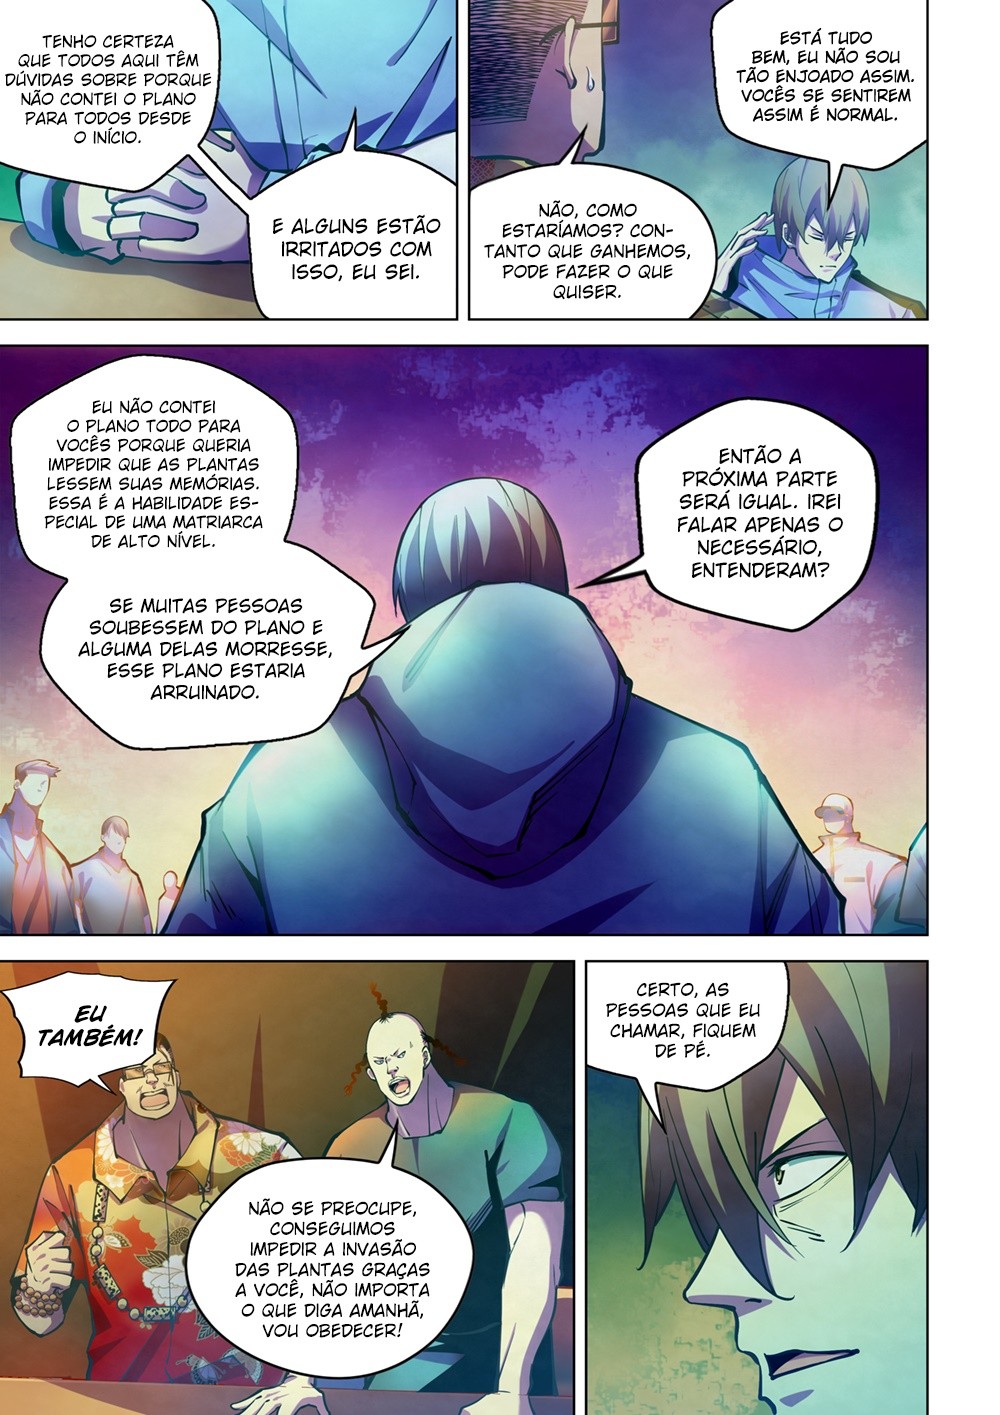 TENHO CERTEZA
QUE TODOS AQUI TÊM
DÚVIDAS SOBRE PORQUE
NÃO CONTEI O PLANO
PARA TODOS DESDE
O INÍCIO.
E ALGUNS ESTÃO
IRRITADOS COM
ISSO, EU SEI.
ESTÁ TUDO
BEM, EU NÃO SOU
TÃO ENJOADO ASSIM.
VOCÊS SE SENTIREM
ASSIM É NORMAL.
NÃO, COMO
ESTARÍAMOS? CON-
TANTO QUE GANHEMOS,
PODE FAZER O QUE
QUISER.
EU NÃO CONTEI
O PLANO TODO PARA
VOCÊS PORQUE QUERIA
IMPEDIR QUE AS PLANTAS
LESSEM SUAS MEMÓRIAS.
ESSA É A HABILIDADE ES-
PECIAL DE UMA MATRIARCA
DE ALTO NÍVEL.
SE MUITAS PESSOAS
SOUBESSEM DO PLANO E
ALGUMA DELAS MORRESSE,
ESSE PLANO ESTARIA
ARRUINADO.
ENTÃO A
PRÓXIMA PARTE
SERÁ IGUAL. IREI
FALAR APENAS O
NECESSÁRIO,
ENTENDERAM?
EU
TAMBÉM!
NÃO SE PREOCUPE,
CONSEGUIMOS
IMPEDIR A INVASÃO
DAS PLANTAS GRAÇAS
A VOCÊ, NÃO IMPORTA
O QUE DIGA AMANHÃ,
VOU OBEDECER!
CERTO, AS
PESSOAS QUE EU
CHAMAR, FIQUEM
DE PÉ.